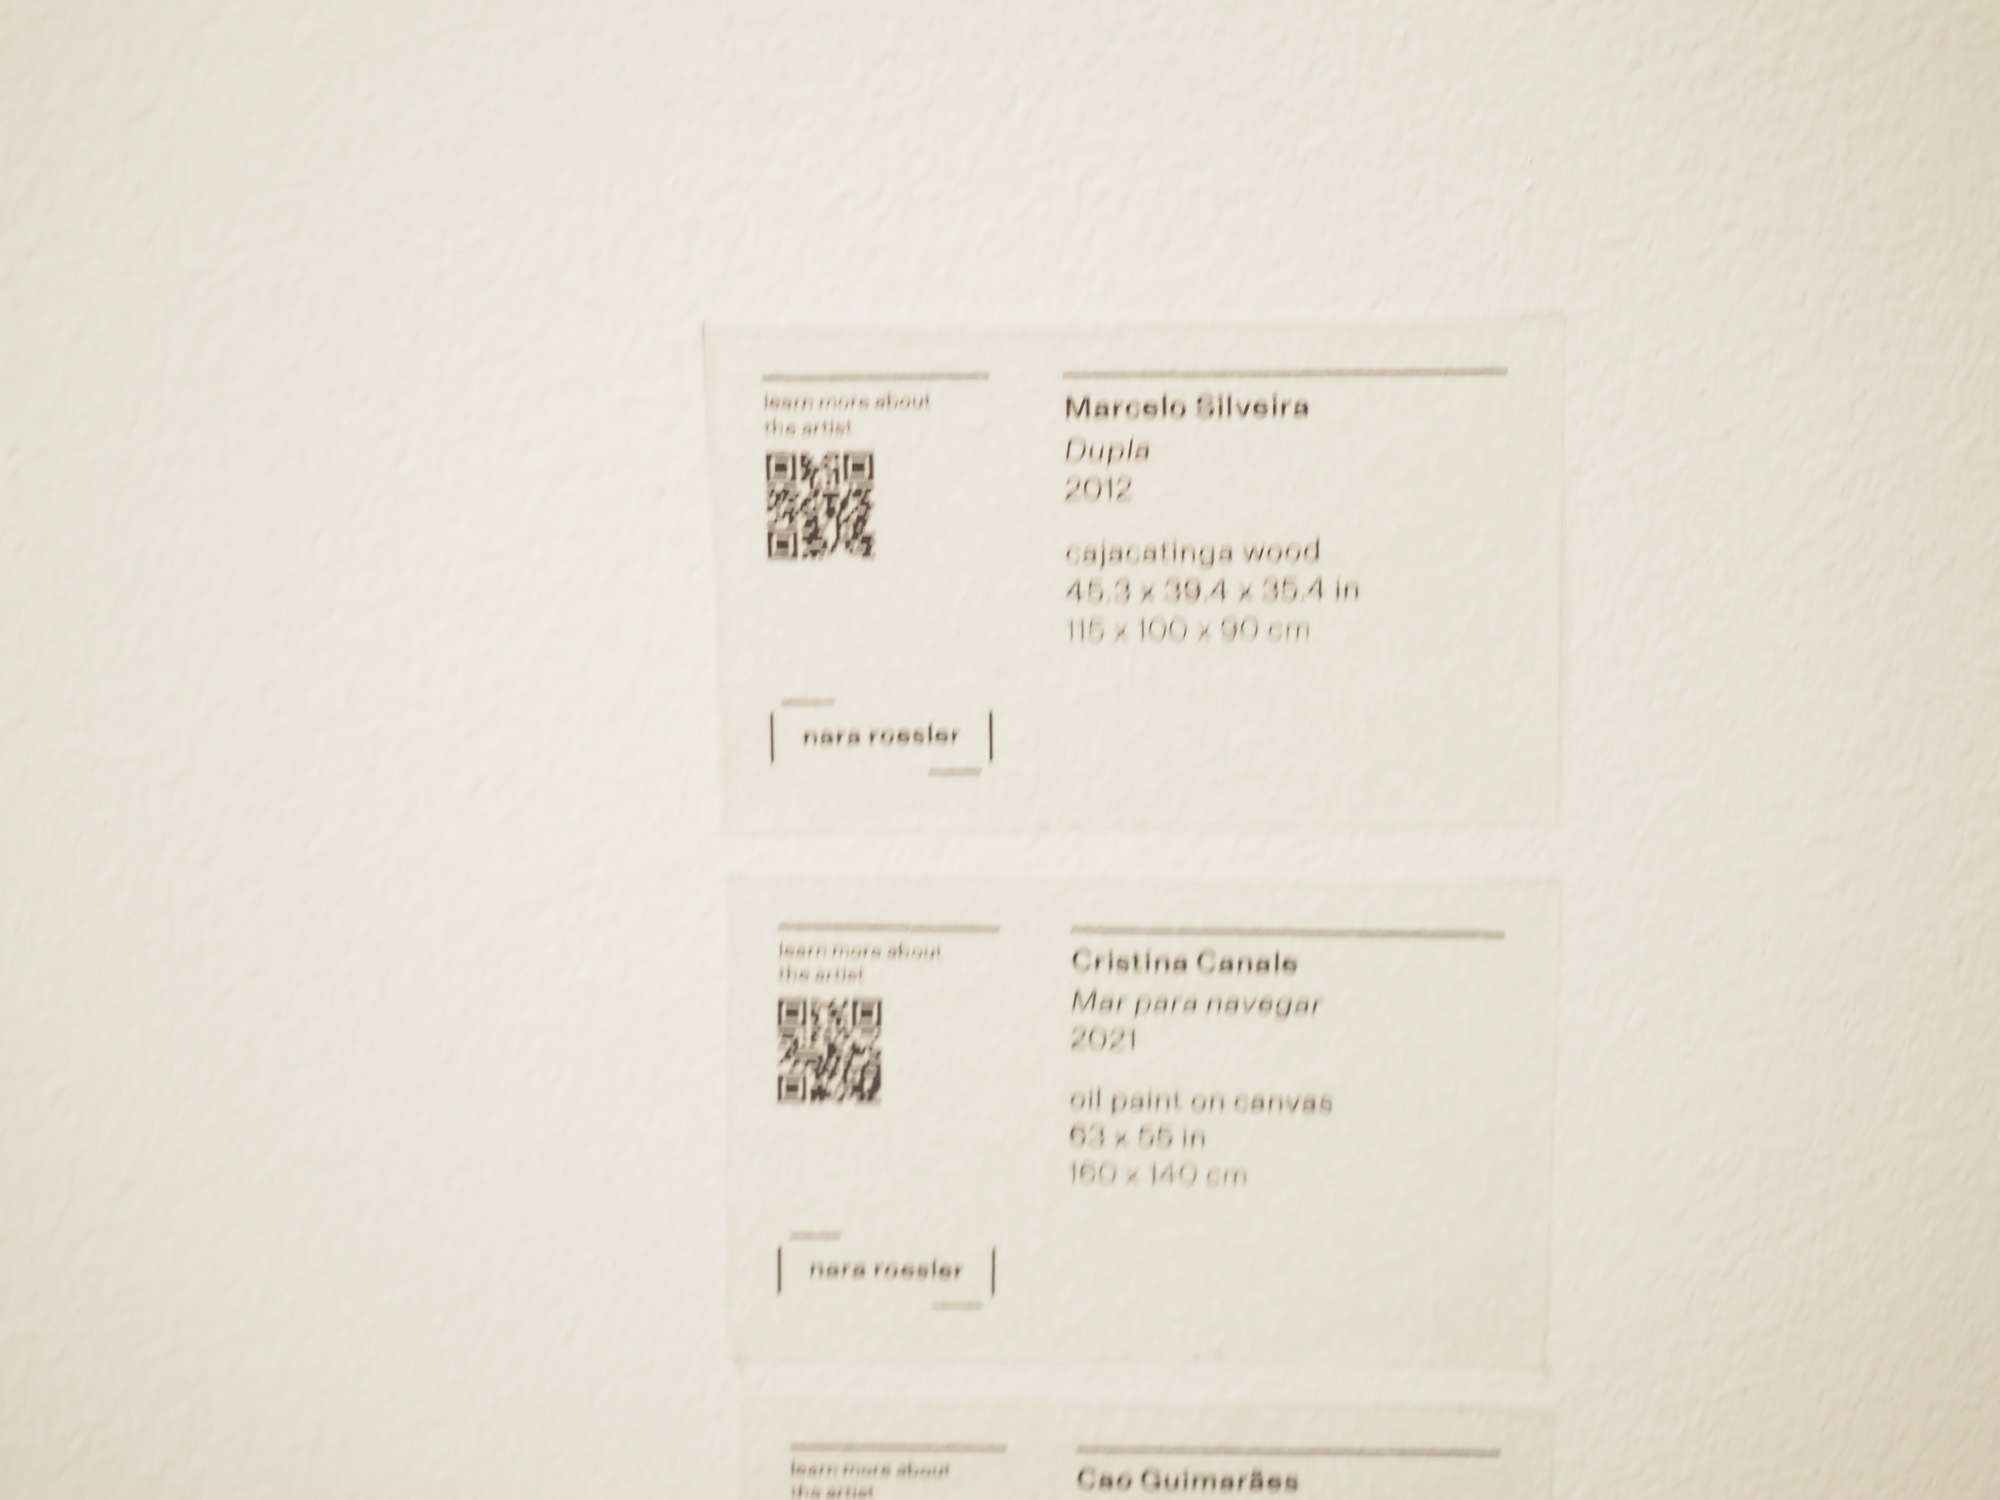 learn more about
the artist
nara roesler
Marcelo Silveira
Dupla
2012
cajacatinga wood
45.3 x 39.4 x 35.4 in
115 x 100 x 90 cm
learn more about
the artist
nara roesler
Cristina Canale
Mar para navegar
2021
oil paint on canvas
63 x 55 in
160 x 140 cm
learn more about
the artist
Cao Guimarães